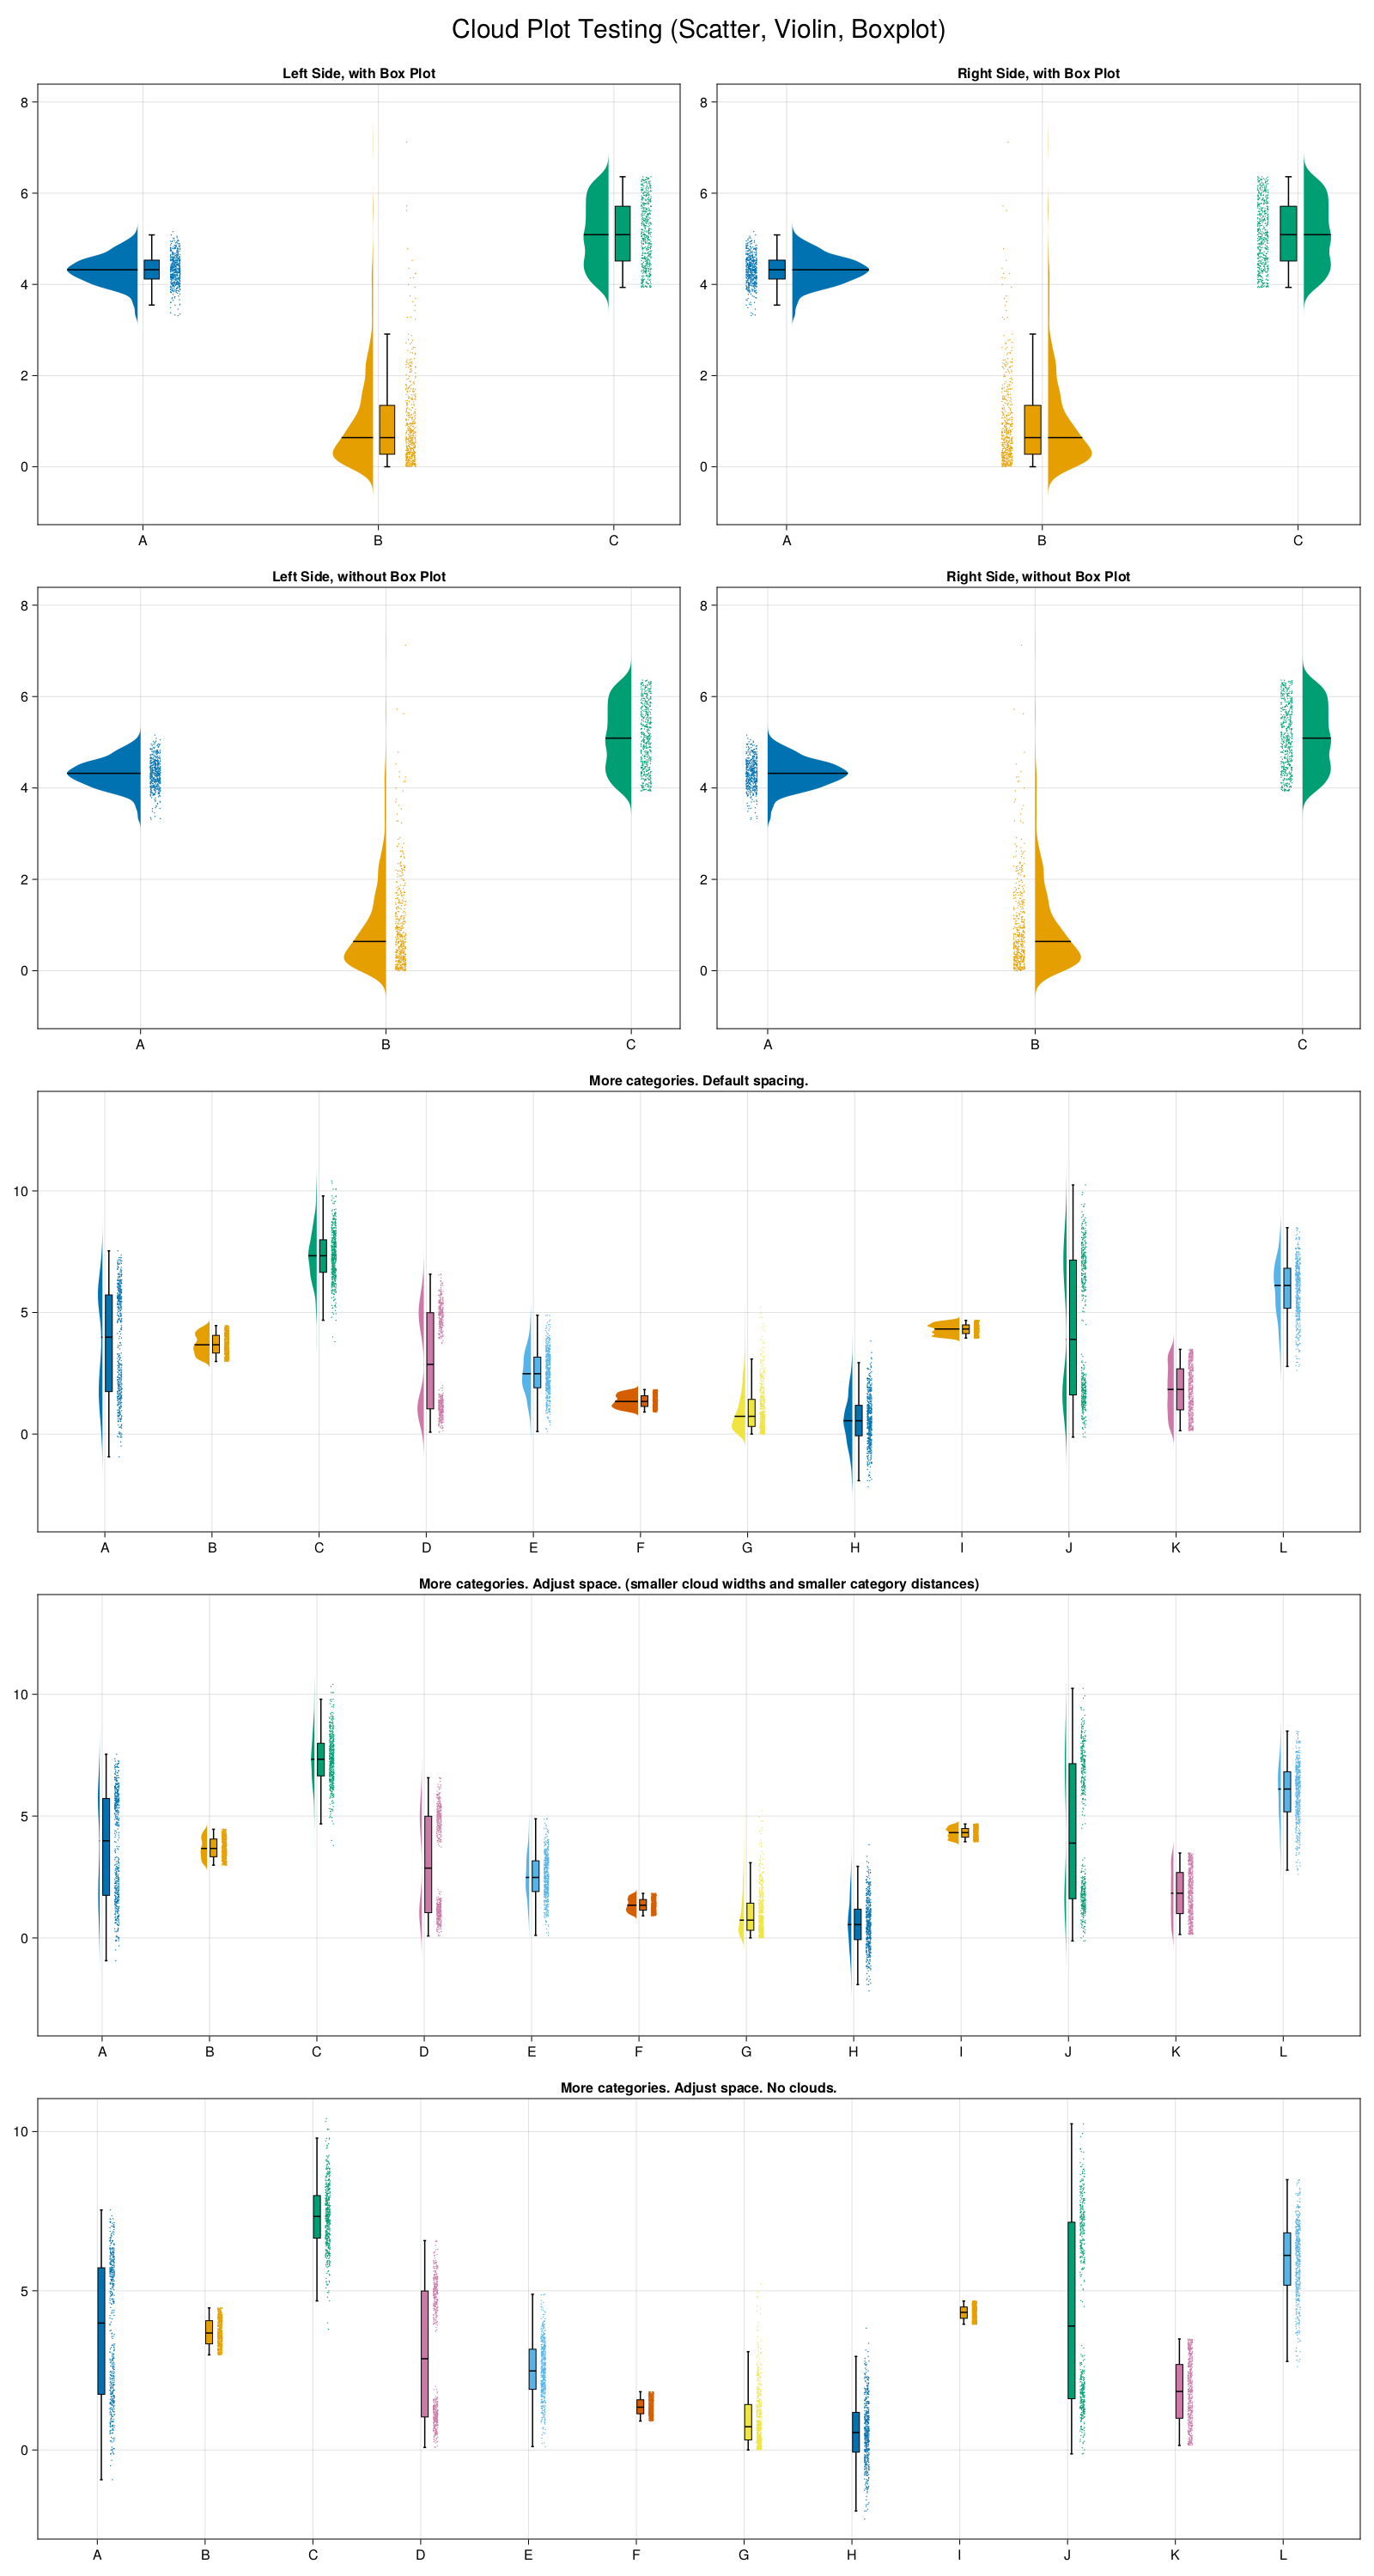 Cloud Plot Testing (Scatter, Violin, Boxplot)
Left Side, with Box Plot
8
6
4
2
0
A B C
Right Side, with Box Plot
8
6
4
2
0
A B C
Left Side, without Box Plot
8
6
4
2
0
A B C
Right Side, without Box Plot
8
6
4
2
0
A B C
More categories. Default spacing.
10
5
0
A B C D E F G H I J K L
More categories. Adjust space. (smaller cloud widths and smaller category distances)
10
5
0
A B C D E F G H I J K L
More categories. Adjust space. No clouds.
10
5
0
A B C D E F G H I J K L